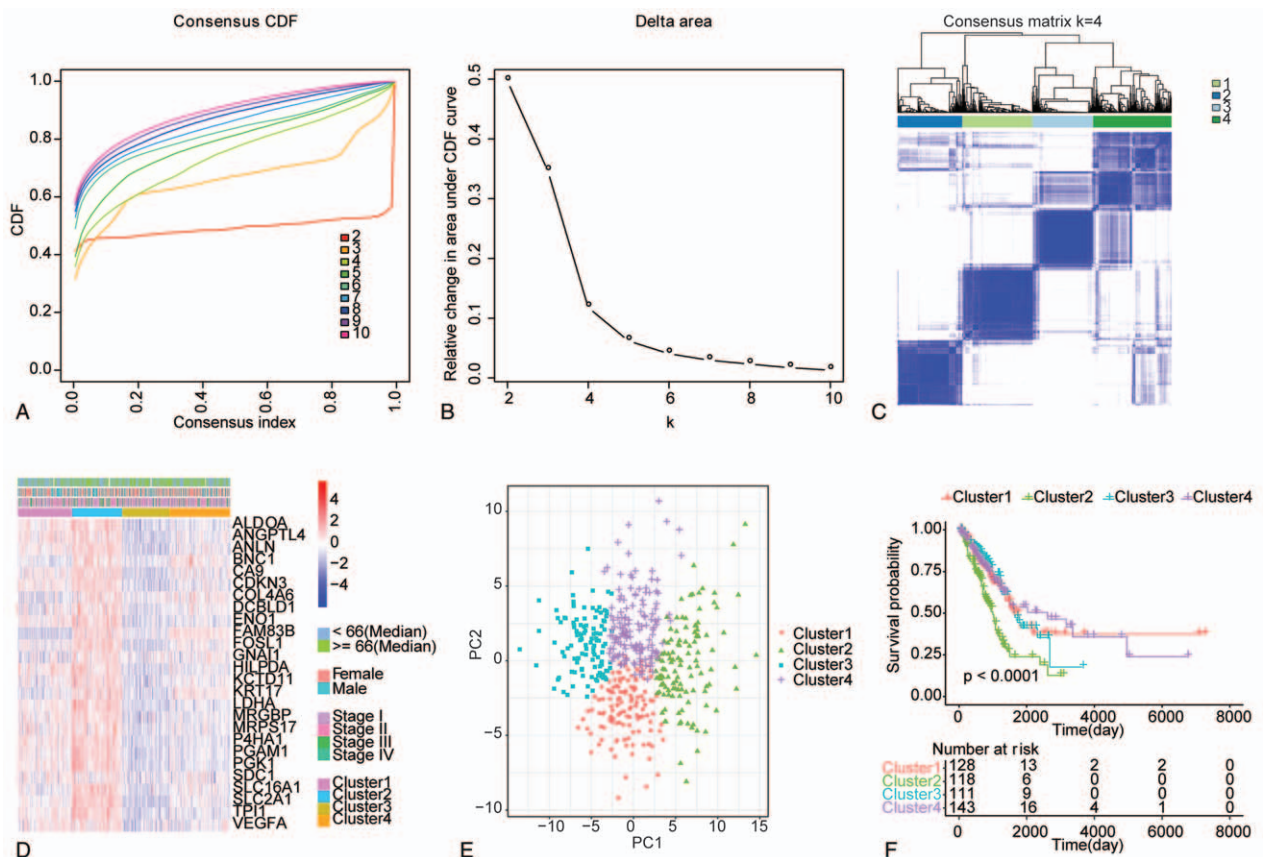 Consensus CDF
CDF
1.0
0.8
0.6
0.4
0.2
0.0
2
3
4
5
6
7
8
9
10
0.0
0.2
0.4
0.6
0.8
1.0
Consensus index
A
Delta area
Relative change in area under CDF curve
0.5
0.4
0.3
0.2
0.1
0.0
2
4
6
8
10
k
B
Consensus matrix k=4
1
2
3
4
C
ALDOA
ANGPTL4
ANLN
BNC1
CA9
CDKN3
COL4A6
DCBLD1
ENO1
FAM83B
FOSL1
GNAI1
HILPDA
KCTD11
KRT17
LDHA
MRGBP
MRPS17
P4HA1
PGAM1
PGK1
SDC1
SLC16A1
SLC2A1
TPI1
VEGFA
4
2
0
−2
−4
< 66(Median)
>= 66(Median)
Female
Male
Stage I
Stage II
Stage III
Stage IV
Cluster1
Cluster2
Cluster3
Cluster4
D
PC2
10
5
0
−5
−10
−10
−5
0
5
10
15
PC1
Cluster1
Cluster2
Cluster3
Cluster4
E
Cluster1 Cluster2 Cluster3 Cluster4
Survival probability
1.00
0.75
0.50
0.25
0.00
p < 0.0001
0 2000 4000 6000 8000
Time(day)
Number at risk
Cluster1 128 13 2 2 0
Cluster2 118 6 0 0 0
Cluster3 111 9 0 0 0
Cluster4 143 16 4 1 0
0 2000 4000 6000 8000
Time(day)
F